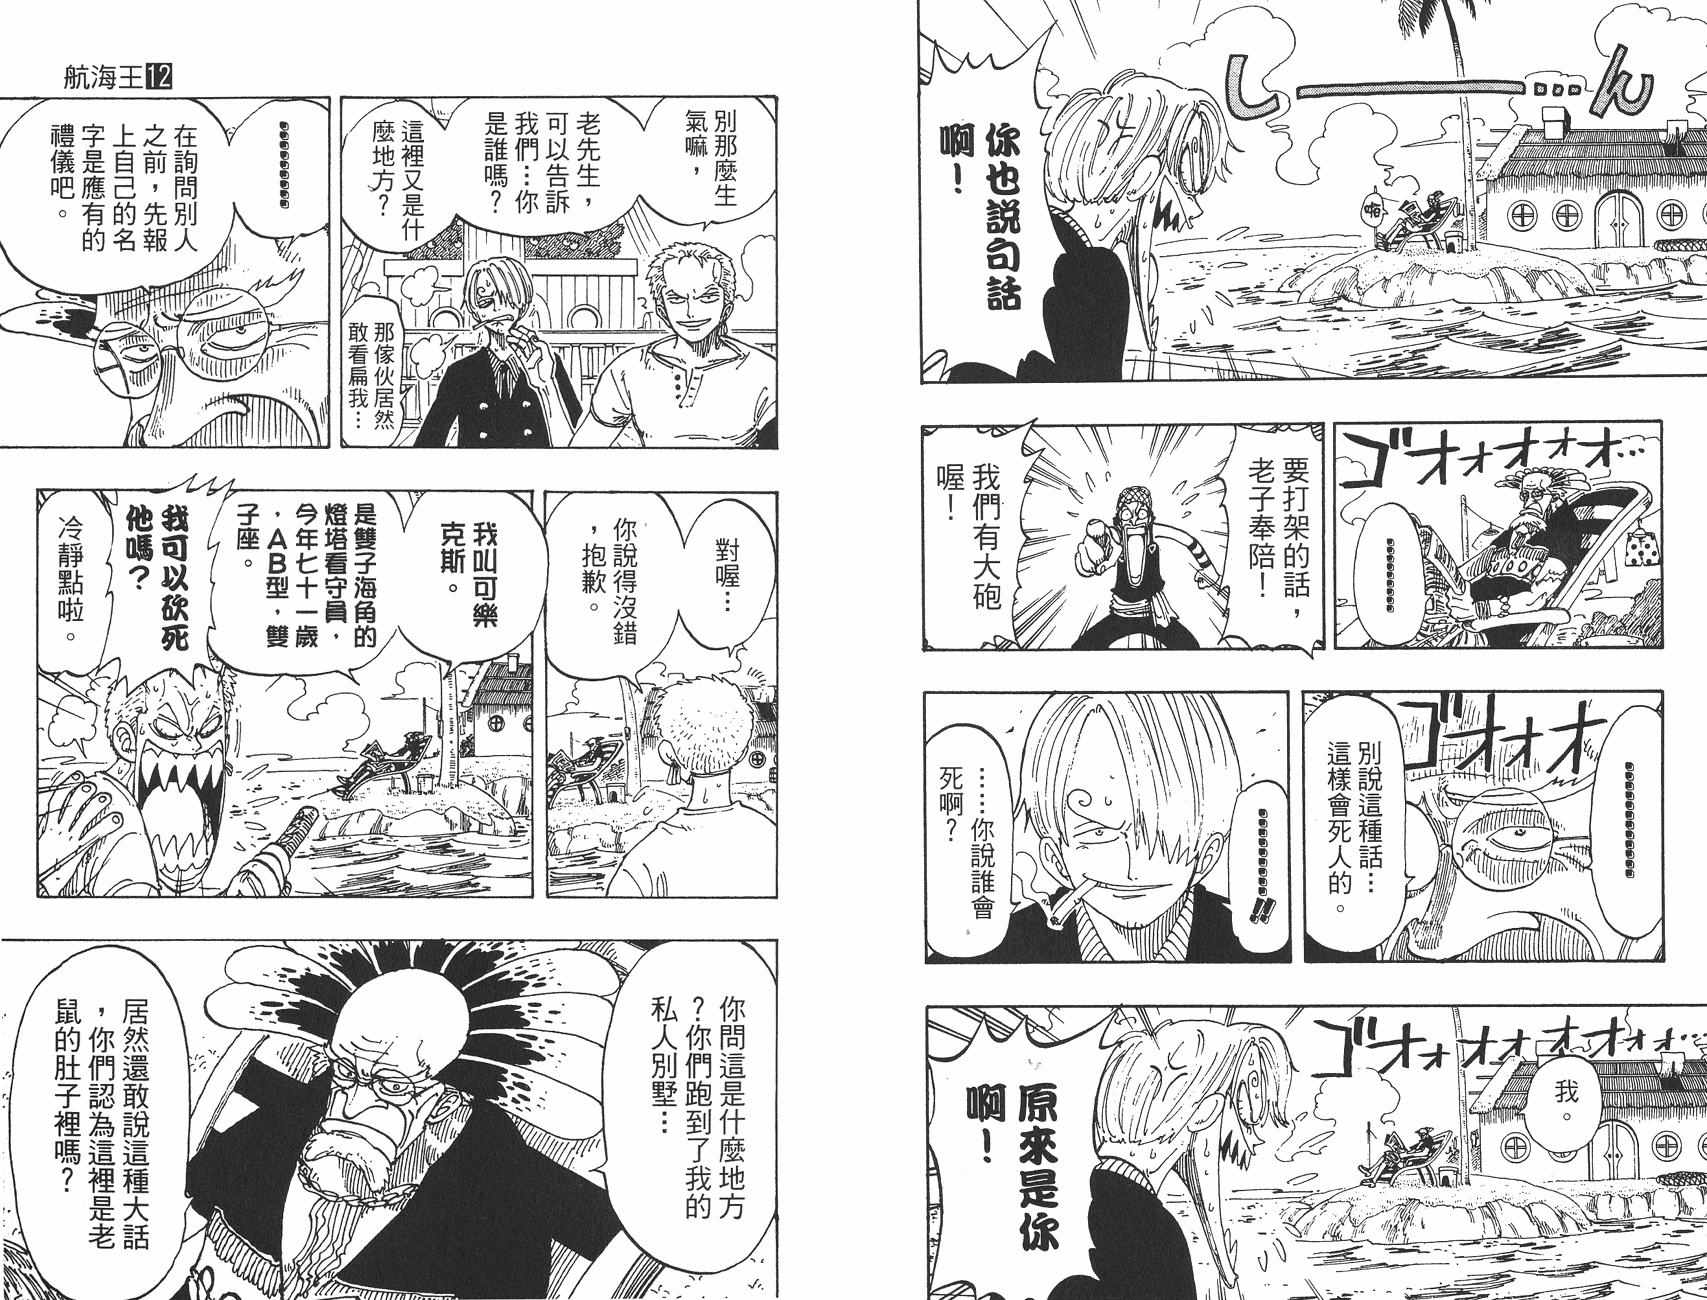 し──…ん
嗨
你也說句話
啊！
ゴオォオォオ…
…………
要打架的話，
老子奉陪！
我們有大砲
喔！
ゴオォオ
…………
別說這種話…
這樣會死人的。
…………!!
……你說誰會
死啊？
ゴオォオォオォオォ…
我。
原來是你
啊！
航海王12
別那麼生
氣嘛，
老先生，
可以告訴
我們…你
是誰嗎？
這裡又是什
麼地方？
那傢伙居然
敢看扁我…
…………
在詢問別人
之前，先報
上自己的名
字是應有的
禮儀吧。
對喔…
你說得沒錯
，抱歉。
我叫可樂
克斯。
是雙子海角的
燈塔看守員，
今年七十一歲
，AB型，雙
子座。
我可以砍死
他嗎？
冷靜點啦。
你問這是什麼地方
？你們跑到了我的
私人別墅…
居然還敢說這種大話
，你們認為這裡是老
鼠的肚子裡嗎？